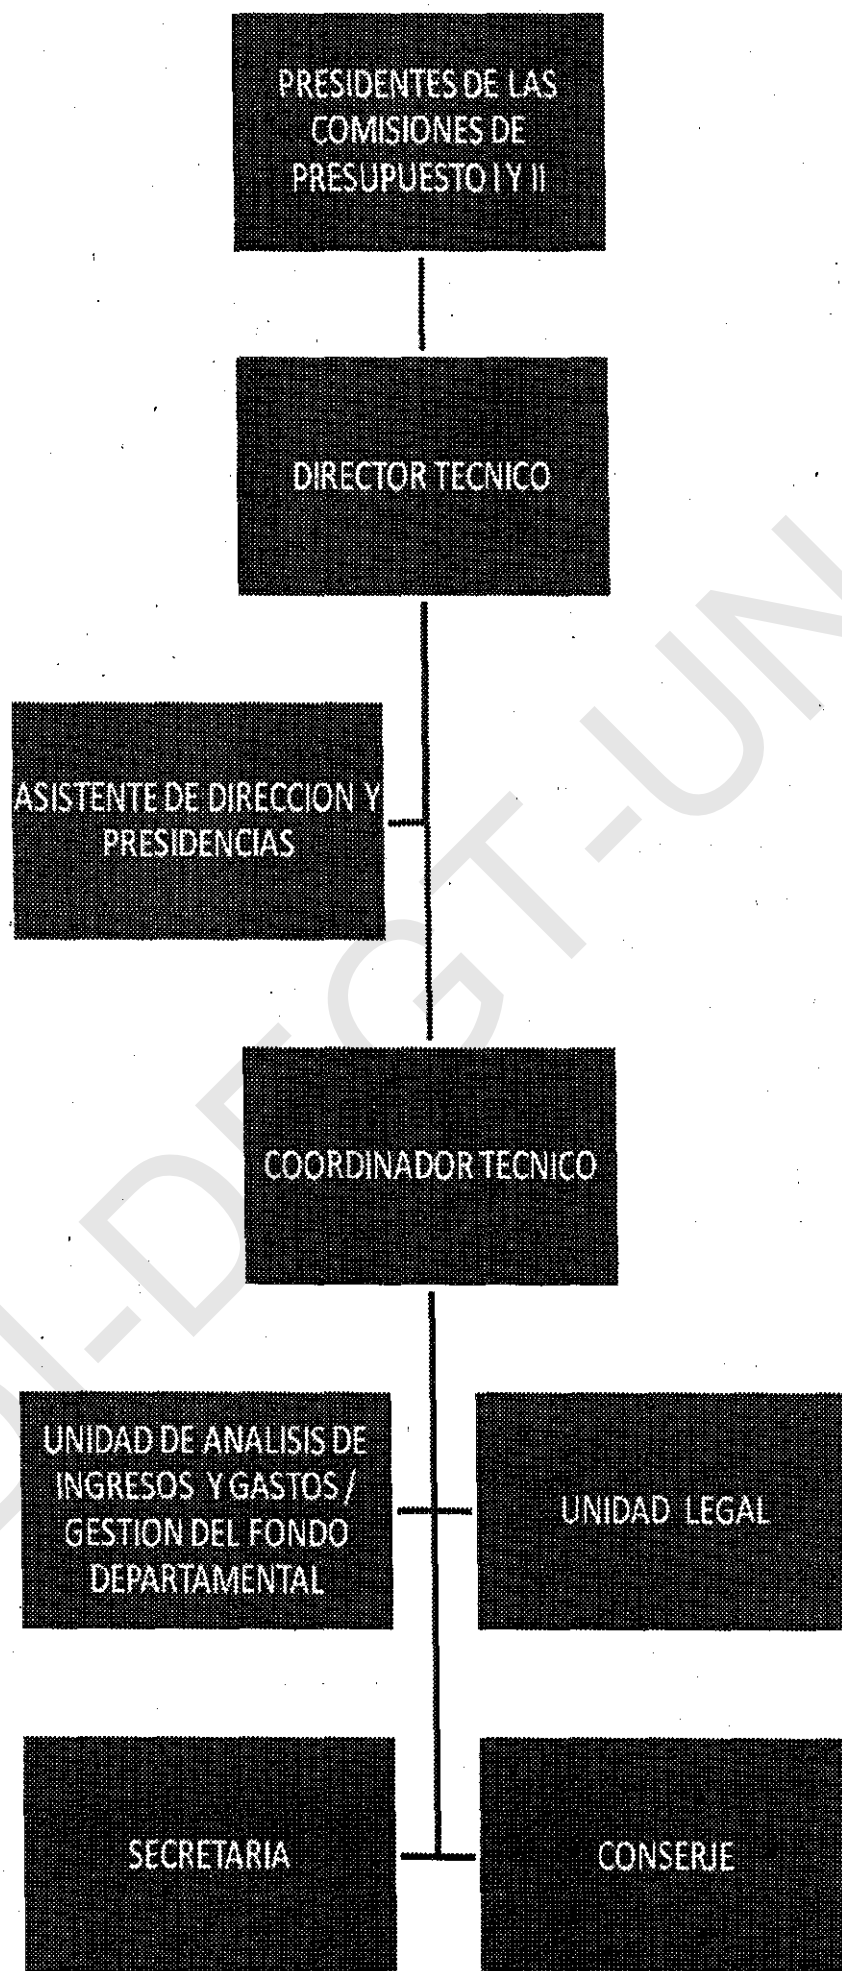 PRESIDENTES DE LAS
COMISIONES DE
PRESUPUESTO I Y II
DIRECTOR TECNICO
ASISTENTE DE DIRECCION Y
PRESIDENCIAS
COORDINADOR TECNICO
UNIDAD DE ANALISIS DE
INGRESOS Y GASTOS /
GESTION DEL FONDO
DEPARTAMENTAL
UNIDAD LEGAL
SECRETARIA
CONSERJE